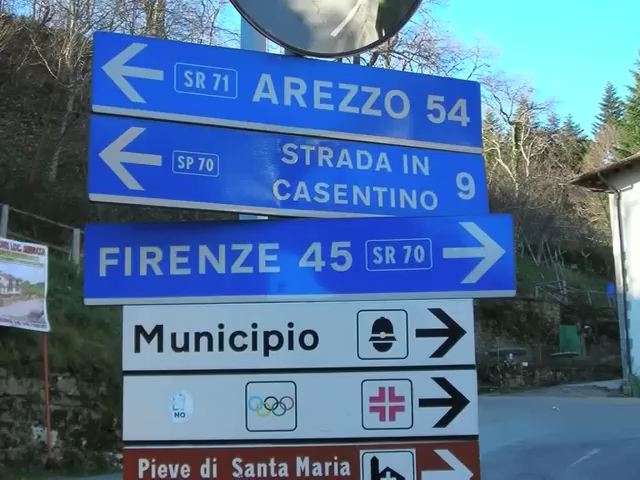 SR 71 AREZZO 54
SP 70 STRADA IN
CASENTINO 9
FIRENZE 45 SR 70
Municipio
NO
Pieve di Santa Maria